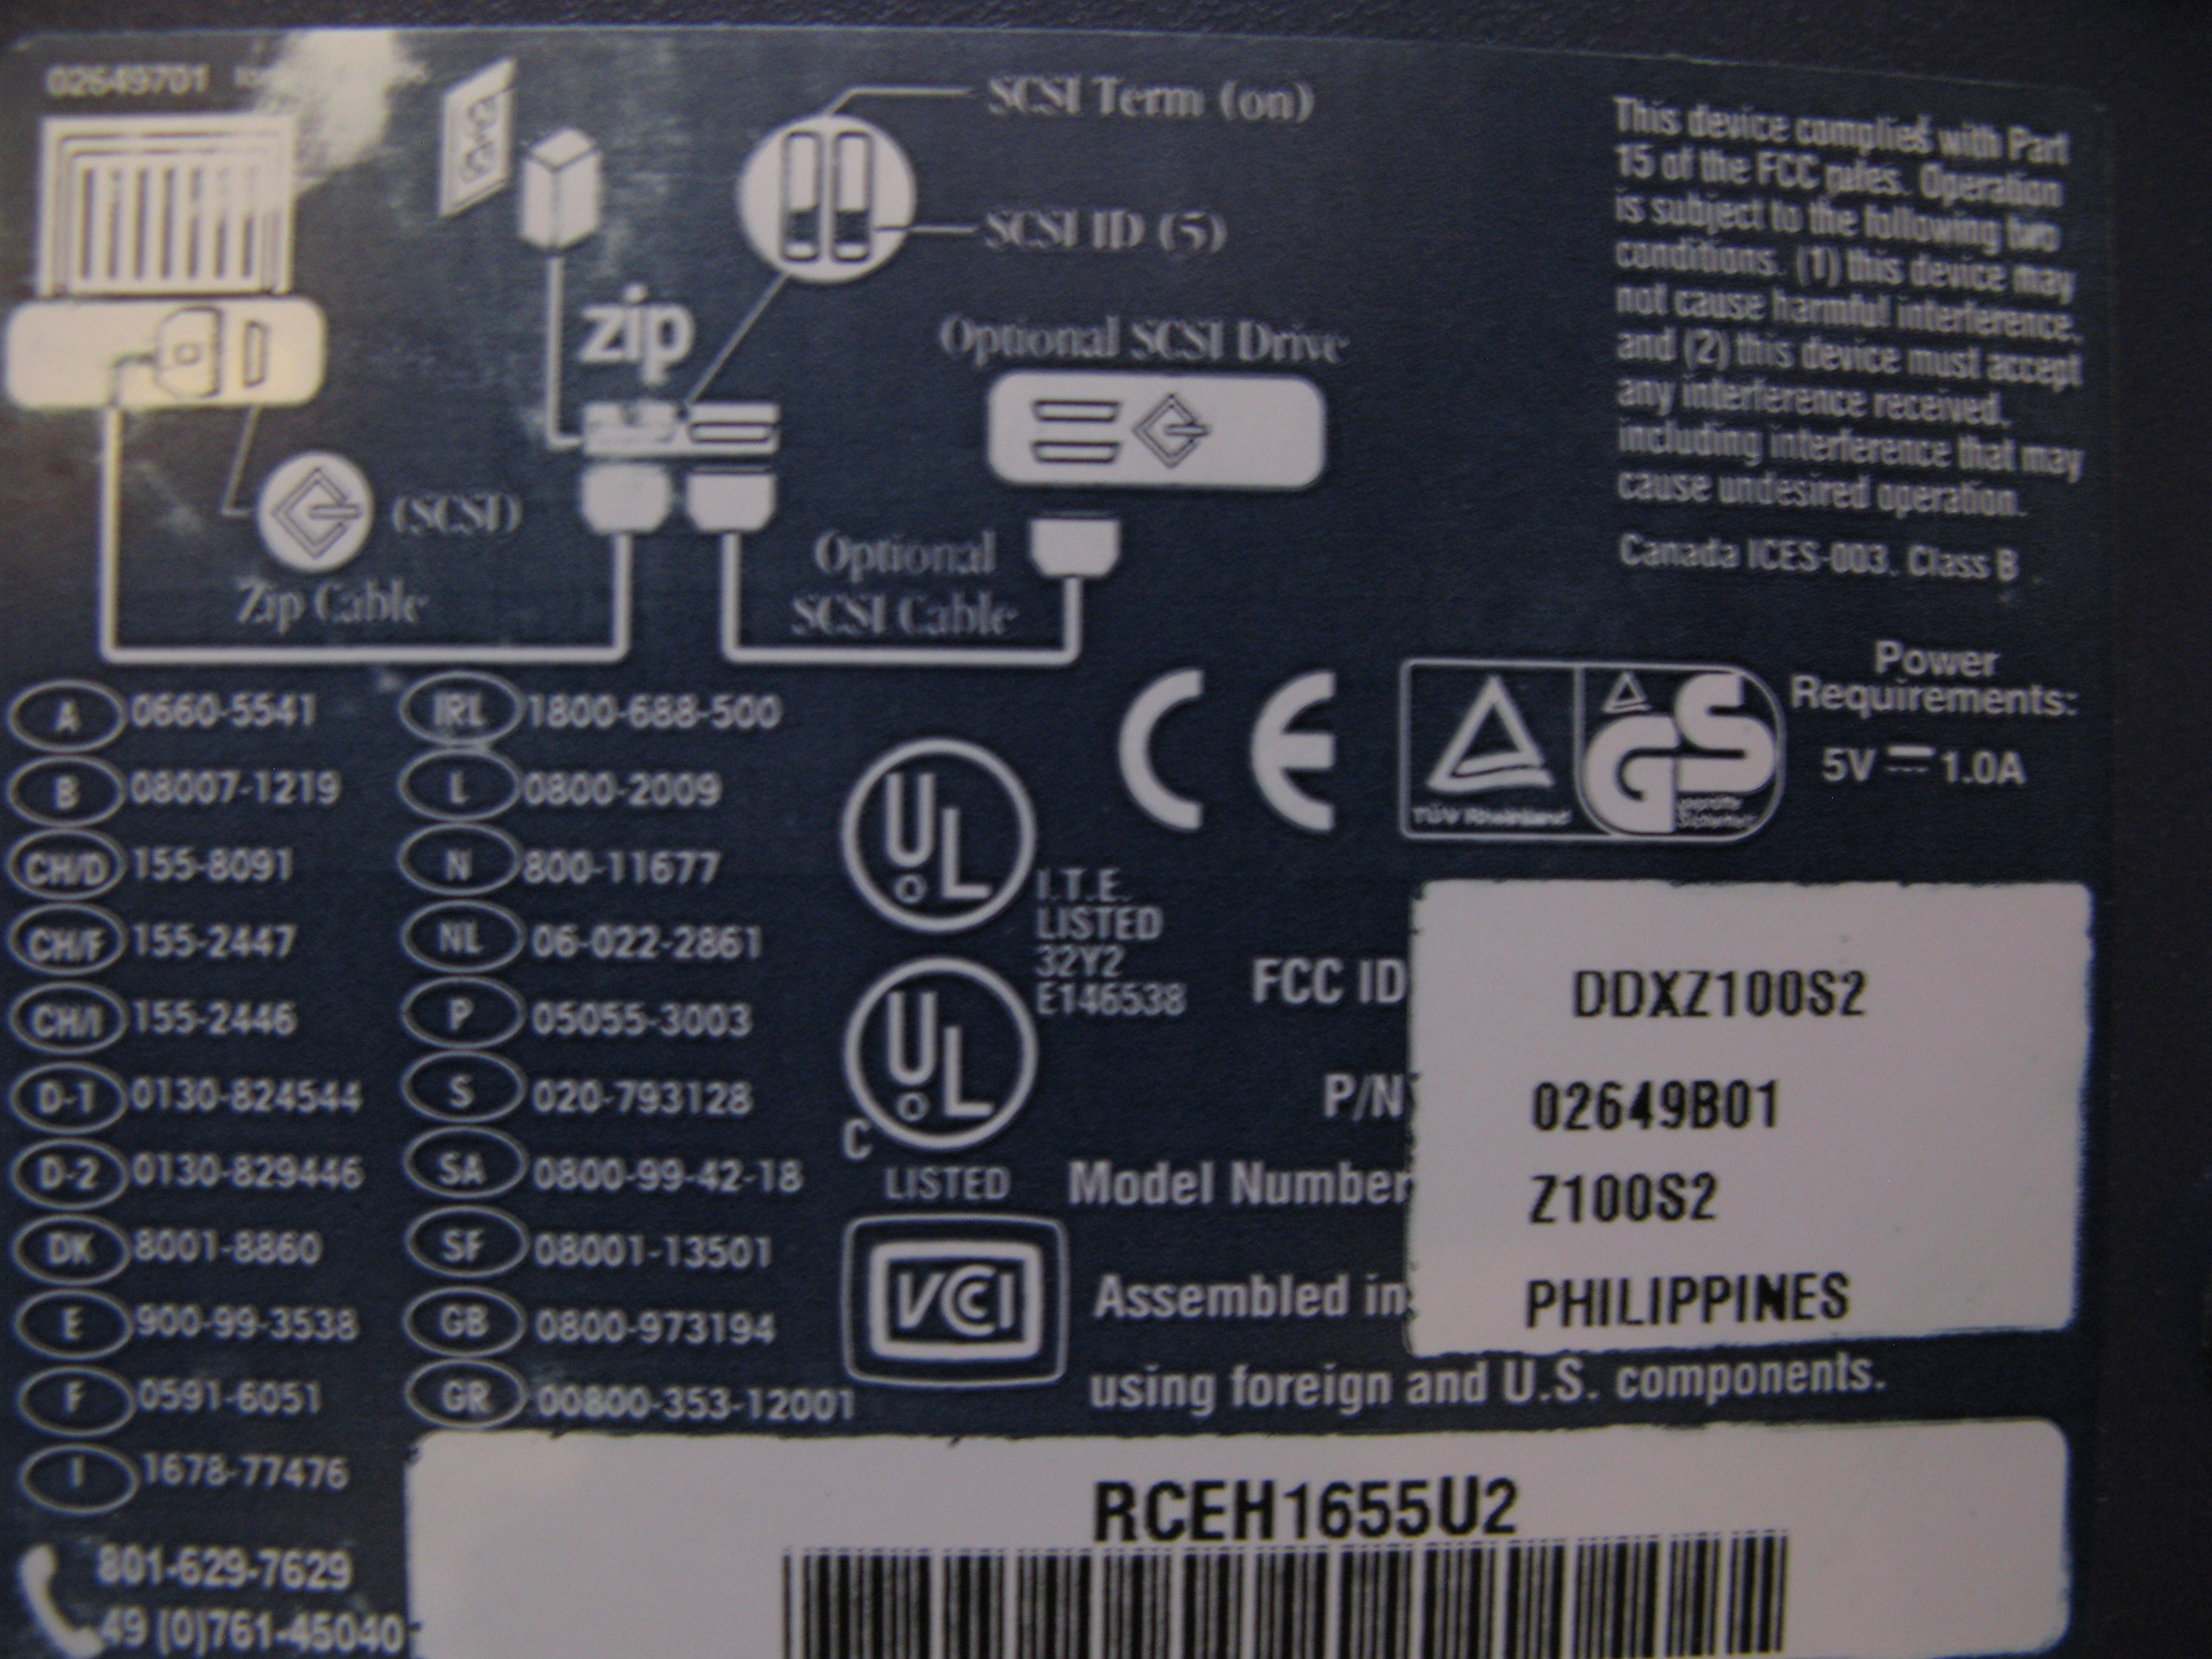 02649701
SCSI Term (on)
SCSI ID (5)
zip
Optional SCSI Drive
(SCSI)
Zip Cable
Optional
SCSI Cable
This device complies with Part
15 of the FCC rules. Operation
is subject to the following two
conditions. (1) this device may
not cause harmful interference.
and (2) this device must accept
any interference received.
including interference that may
cause undesired operation.
Canada ICES-003. Class B
A 0660-5541
B 08007-1219
CH/D 155-8091
CH/F 155-2447
CH/I 155-2446
D-1 0130-824544
D-2 0130-829446
DK 8001-8860
E 900-99-3538
F 0591-6051
I 1678-77476
801-629-7629
49 (0)761-45040
IRL 1800-688-500
L 0800-2009
N 800-11677
NL 06-022-2861
P 05055-3003
S 020-793128
SA 0800-99-42-18
SF 08001-13501
GB 0800-973194
GR 00800-353-12001
UL
I.T.E.
LISTED
32Y2
E146538
C UL
LISTED
VCCI
CE
TÜV Rheinland
GS
Power
Requirements:
5V 1.0A
FCC ID DDXZ100S2
P/N 02649B01
Model Number Z100S2
Assembled in: PHILIPPINES
using foreign and U.S. components.
RCEH1655U2